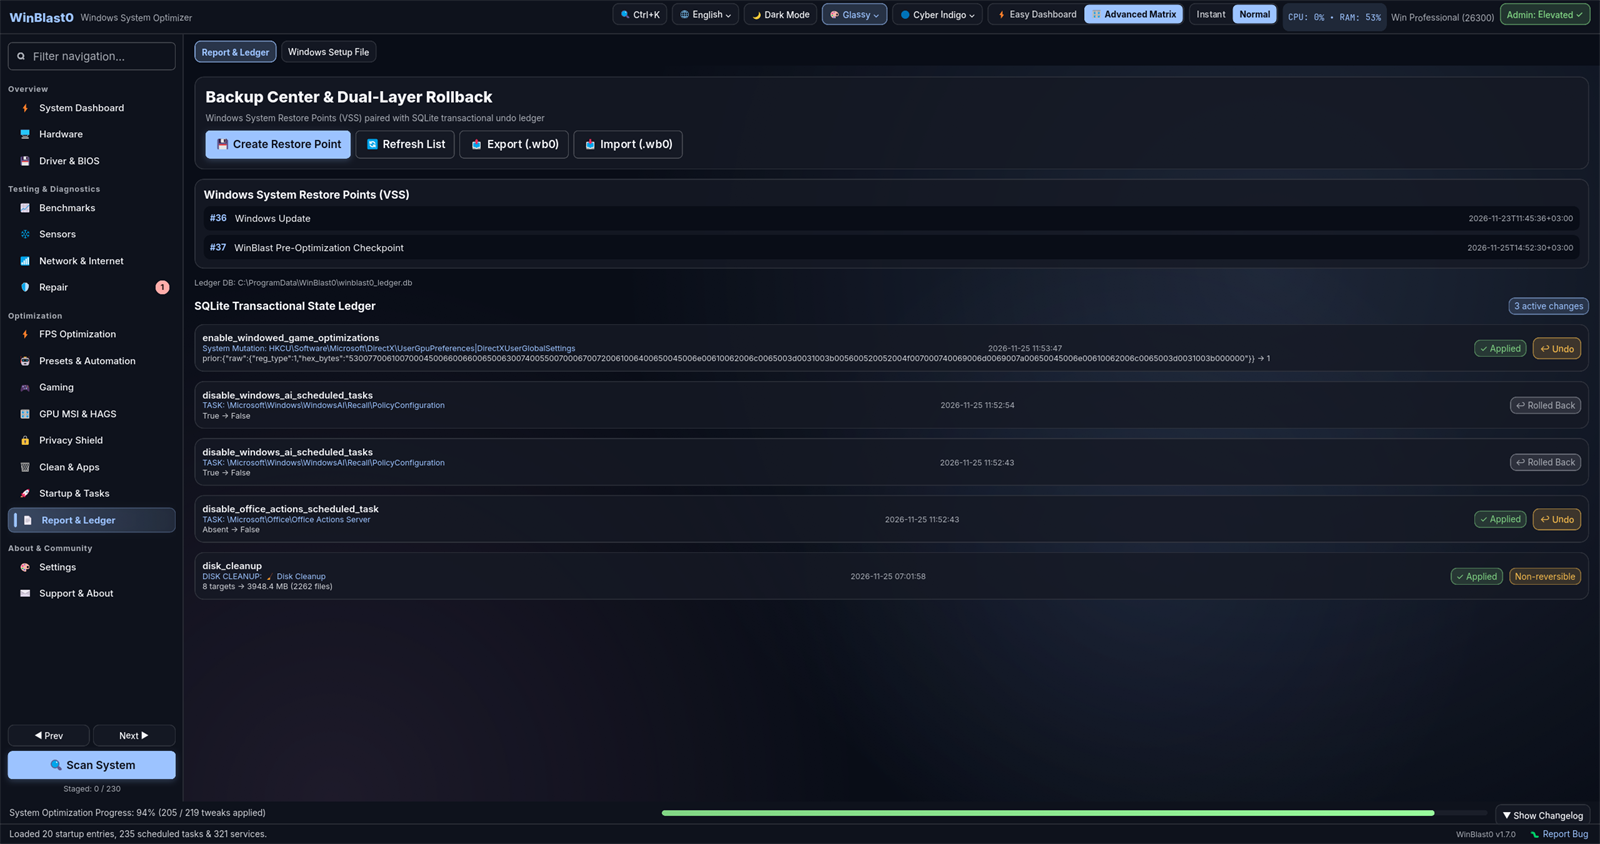 WinBlast0 Windows System Optimizer
Ctrl+K
English
Dark Mode
Glassy
Cyber Indigo
Easy Dashboard
Advanced Matrix
Instant
Normal
CPU: 0% • RAM: 53%
Win Professional (26300)
Admin: Elevated ✓
Filter navigation...
Overview
System Dashboard
Hardware
Driver & BIOS
Testing & Diagnostics
Benchmarks
Sensors
Network & Internet
Repair 1
Optimization
FPS Optimization
Presets & Automation
Gaming
GPU MSI & HAGS
Privacy Shield
Clean & Apps
Startup & Tasks
Report & Ledger
About & Community
Settings
Support & About
◀ Prev
Next ▶
Scan System
Staged: 0 / 230
Report & Ledger
Windows Setup File
Backup Center & Dual-Layer Rollback
Windows System Restore Points (VSS) paired with SQLite transactional undo ledger
Create Restore Point
Refresh List
Export (.wb0)
Import (.wb0)
Windows System Restore Points (VSS)
#36 Windows Update 2026-11-23T11:45:36+03:00
#37 WinBlast Pre-Optimization Checkpoint 2026-11-25T14:52:30+03:00
Ledger DB: C:\ProgramData\WinBlast0\winblast0_ledger.db
SQLite Transactional State Ledger
3 active changes
enable_windowed_game_optimizations
System Mutation: HKCU\Software\Microsoft\DirectX\UserGpuPreferences|DirectXUserGlobalSettings
2026-11-25 11:53:47
✓ Applied
↩ Undo
disable_windows_ai_scheduled_tasks
TASK: \Microsoft\Windows\WindowsAI\Recall\PolicyConfiguration
True → False
2026-11-25 11:52:54
↩ Rolled Back
disable_windows_ai_scheduled_tasks
TASK: \Microsoft\Windows\WindowsAI\Recall\PolicyConfiguration
True → False
2026-11-25 11:52:43
↩ Rolled Back
disable_office_actions_scheduled_task
TASK: \Microsoft\Office\Office Actions Server
Absent → False
2026-11-25 11:52:43
✓ Applied
↩ Undo
disk_cleanup
DISK CLEANUP: Disk Cleanup
8 targets → 3948.4 MB (2262 files)
2026-11-25 07:01:58
✓ Applied
Non-reversible
System Optimization Progress: 94% (205 / 219 tweaks applied)
▼ Show Changelog
Loaded 20 startup entries, 235 scheduled tasks & 321 services.
WinBlast0 v1.7.0
Report Bug